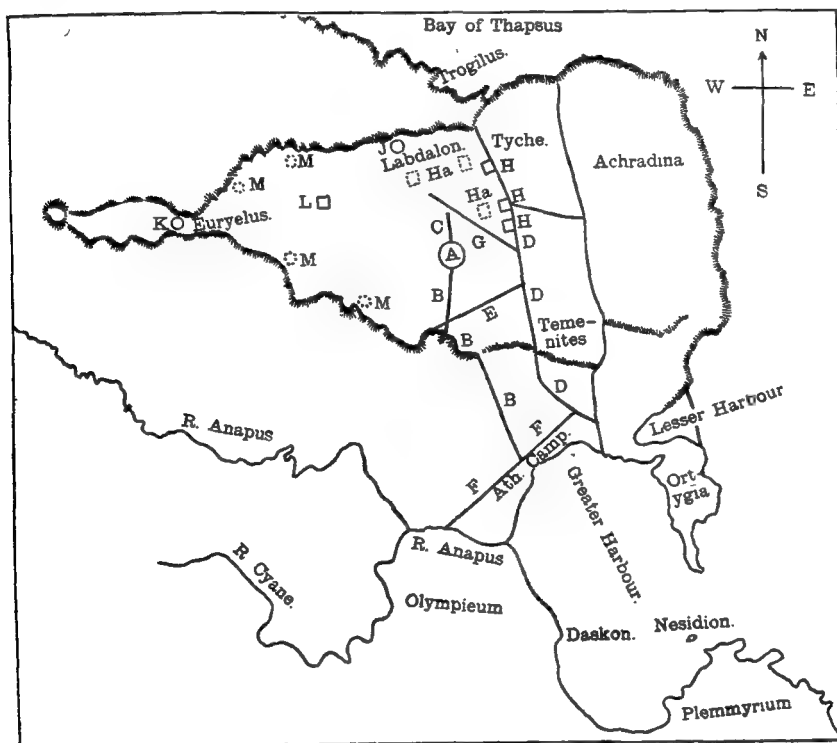 Bay of Thapsus
Trogilus.
N
W E
S
Tyche.
Achradina
J
Labdalon.
H
Ha
M
M
L
Ha
H
H
K Euryelus.
C
G
D
A
M
B
E
D
M
B
Teme-
nites
B
D
Lesser Harbour
R. Anapus
F
Ath. Camp.
F
Greater Harbour.
Ort
ygia
R. Anapus
R Cyane.
Olympieum
Daskon.
Nesidion.
Plemmyrium